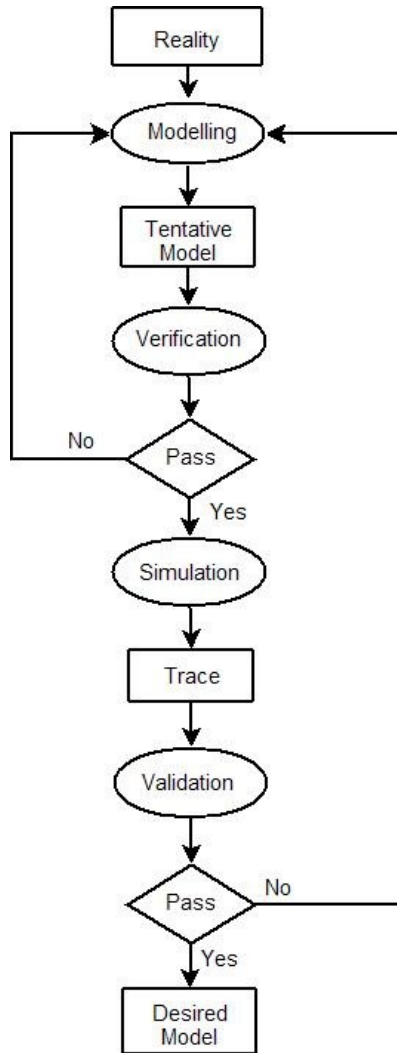 Reality
Modelling
Tentative
Model
Verification
No
Pass
Yes
Simulation
Trace
Validation
Pass
No
Yes
Desired
Model